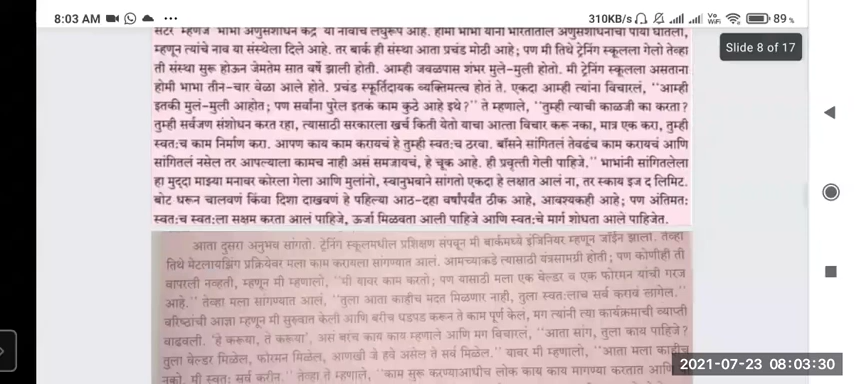 8:03 AM
310KB/s
89%
Slide 8 of 17
सेंटर म्हणजे भाभा अणुसंशोधन केंद्र या नावाचे लघुरूप आहे. होमी भाभा यांनी भारतातील अणुसंशोधनाचा पाया घातला,
म्हणून त्यांचे नाव या संस्थेला दिले आहे. तर बार्क ही संस्था आता प्रचंड मोठी आहे; पण मी तिथे ट्रेनिंग स्कूलला गेलो तेव्हा
ती संस्था सुरू होऊन जेमतेम सात वर्षे झाली होती. आम्ही जवळपास शंभर मुले-मुली होतो. मी ट्रेनिंग स्कूलला असताना
होमी भाभा तीन-चार वेळा आले होते. प्रचंड स्फूर्तिदायक व्यक्तिमत्त्व होतं ते. एकदा आम्ही त्यांना विचारलं, “आम्ही
इतकी मुलं-मुली आहोत; पण सर्वांना पुरेल इतकं काम कुठे आहे इथे?” ते म्हणाले, “तुम्ही त्याची काळजी का करता?
तुम्ही सर्वजण संशोधन करत रहा, त्यासाठी सरकारला खर्च किती येतो याचा आत्ता विचार करू नका, मात्र एक करा, तुम्ही
स्वतःच काम निर्माण करा. आपण काय काम करायचं हे तुम्ही स्वतःच ठरवा. बॉसने सांगितलं तेवढंच काम करायचं आणि
सांगितलं नसेल तर आपल्याला कामच नाही असं समजायचं, हे चूक आहे. ही प्रवृत्ती गेली पाहिजे.” भाभांनी सांगितलेला
हा मुद्दा माझ्या मनावर कोरला गेला आणि मुलांनो, स्वानुभवाने सांगतो एकदा हे लक्षात आलं ना, तर स्काय इज द लिमिट.
बोट धरून चालवणं किंवा दिशा दाखवणं हे पहिल्या आठ-दहा वर्षांपर्यंत ठीक आहे, आवश्यकही आहे; पण अंतिमतः
स्वतःच स्वतःला सक्षम करता आलं पाहिजे, ऊर्जा मिळवता आली पाहिजे आणि स्वतःचे मार्ग शोधता आले पाहिजेत.
आता दुसरा अनुभव सांगतो. ट्रेनिंग स्कूलमधील प्रशिक्षण संपवून मी बार्कमध्ये इंजिनियर म्हणून जॉईन झालो. तेव्हा
तिथे मेटलायझिंग प्रक्रियेवर मला काम करायला सांगण्यात आलं. आमच्याकडे त्यासाठी यंत्रसामग्री होती; पण कोणीही ती
वापरली नव्हती, म्हणून मी म्हणालो, “मी यावर काम करतो; पण यासाठी मला एक वेल्डर व एक फोरमन यांची गरज
आहे.” तेव्हा मला सांगण्यात आलं, “तुला आता काहीच मदत मिळणार नाही, तुला स्वतःलाच सर्व करावं लागेल.”
वरिष्ठांची आज्ञा म्हणून मी सुरुवात केली आणि बरीच धडपड करून ते काम पूर्ण केलं, मग त्यांनी त्या कार्यक्रमाची व्याप्ती
वाढवली. ‘हे करूया, ते करूया’, असं बरंच काय काय म्हणाले आणि मग विचारलं, “आता सांग, तुला काय पाहिजे?
तुला वेल्डर मिळेल, फोरमन मिळेल, आणखी जे हवे असेल ते सर्व मिळेल.” यावर मी म्हणालो, “आता मला काहीच
नको. मी स्वतः सर्व करीन.” तेव्हा ते म्हणाले, “काम सुरू करण्याआधीच लोक काय काय मागण्या करतात आणि
2021-07-23 08:03:30